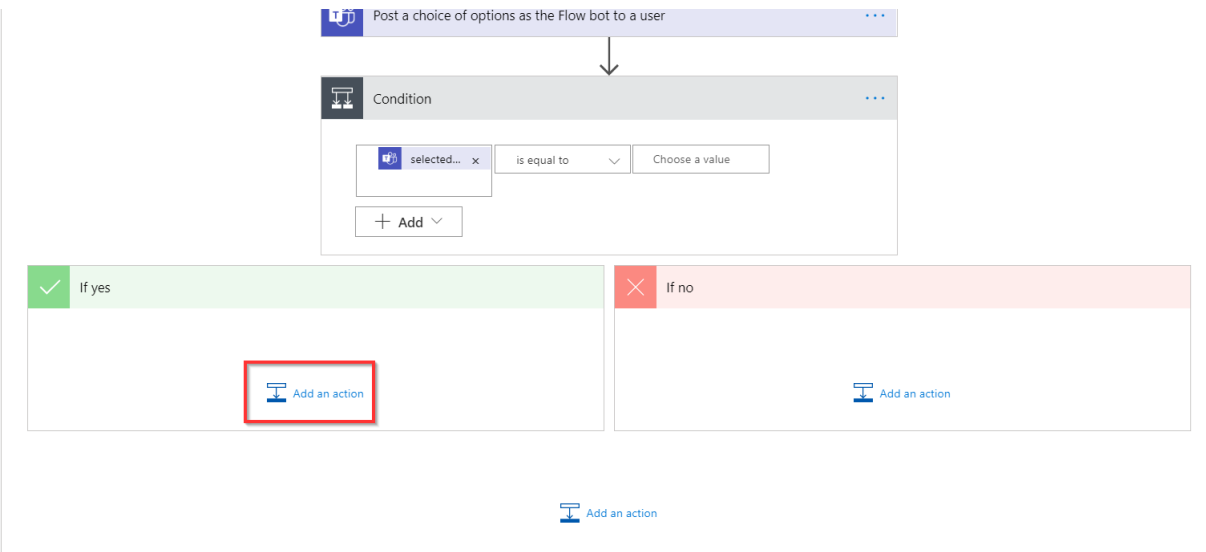 Post a choice of options as the Flow bot to a user
Condition
selected... x is equal to Choose a value
+ Add
If yes
If no
Add an action
Add an action
Add an action